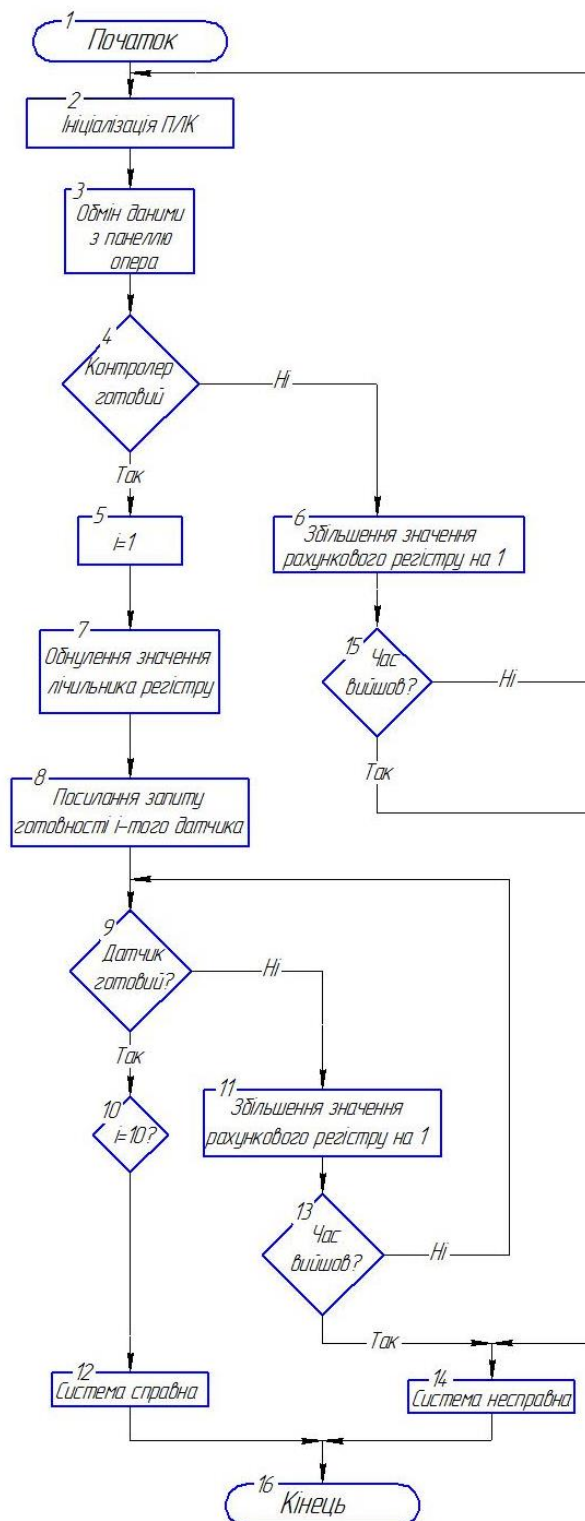 1
Початок
2
Ініціалізація ПЛК
3
Обмін даними
з панеллю
опера
4
Контролер
готовий
Ні
Так
5
i=1
6
Збільшення значення
рахункового регістру на 1
7
Обнулення значення
лічильника регістру
15
Час
вийшов?
Ні
Так
8
Посилання запиту
готовності і-того датчика
9
Датчик
готовий?
Ні
Так
10
i=10?
11
Збільшення значення
рахункового регістру на 1
13
Час
вийшов?
Ні
Так
12
Система справна
14
Система несправна
16
Кінець